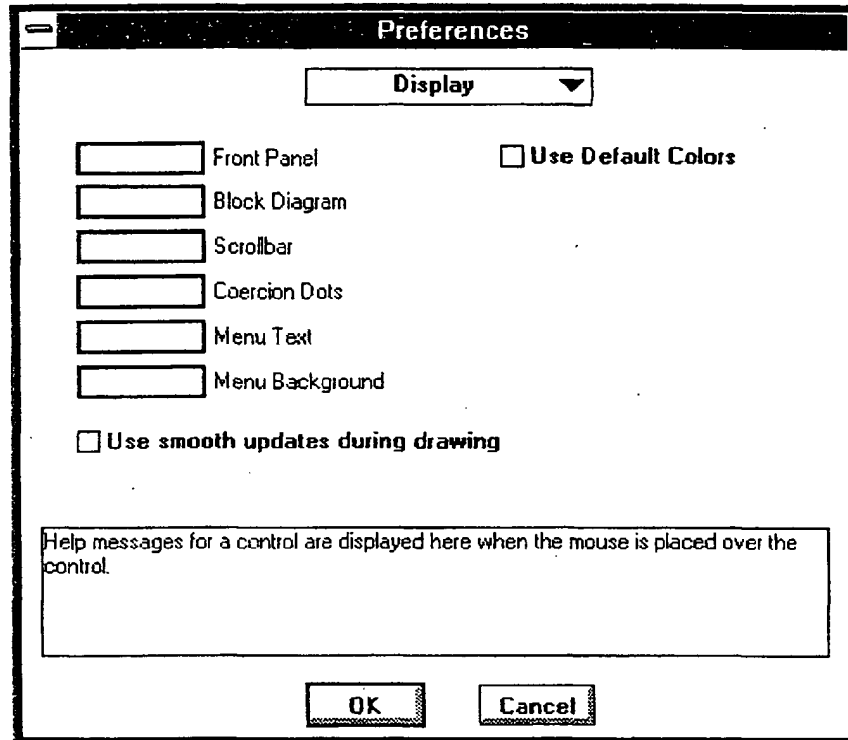 Preferences
Display
Front Panel
Use Default Colors
Block Diagram
Scrollbar
Coercion Dots
Menu Text
Menu Background
Use smooth updates during drawing
Help messages for a control are displayed here when the mouse is placed over the
control.
OK
Cancel